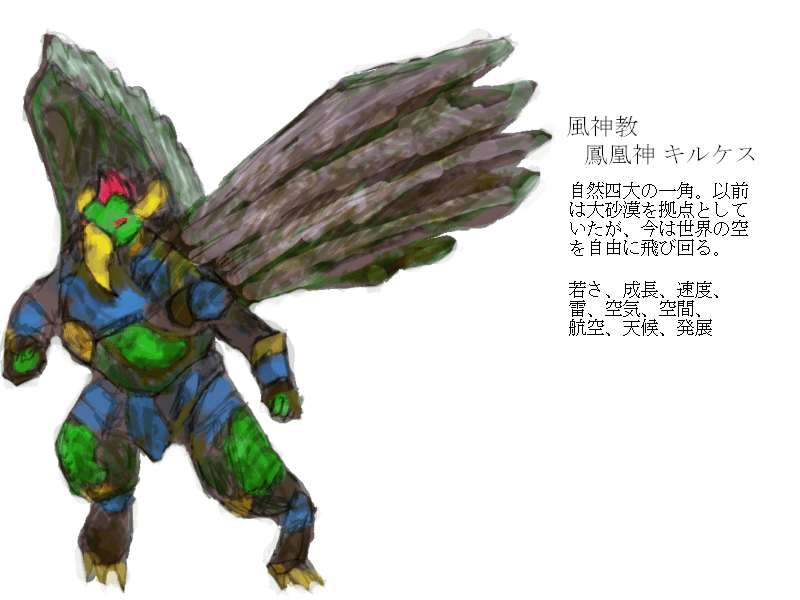 風神教
鳳凰神 キルケス
自然四大の一角。以前
は大砂漠を拠点として
いたが、今は世界の空
を自由に飛び回る。
若さ、成長、速度、
雷、空気、空間、
航空、天候、発展